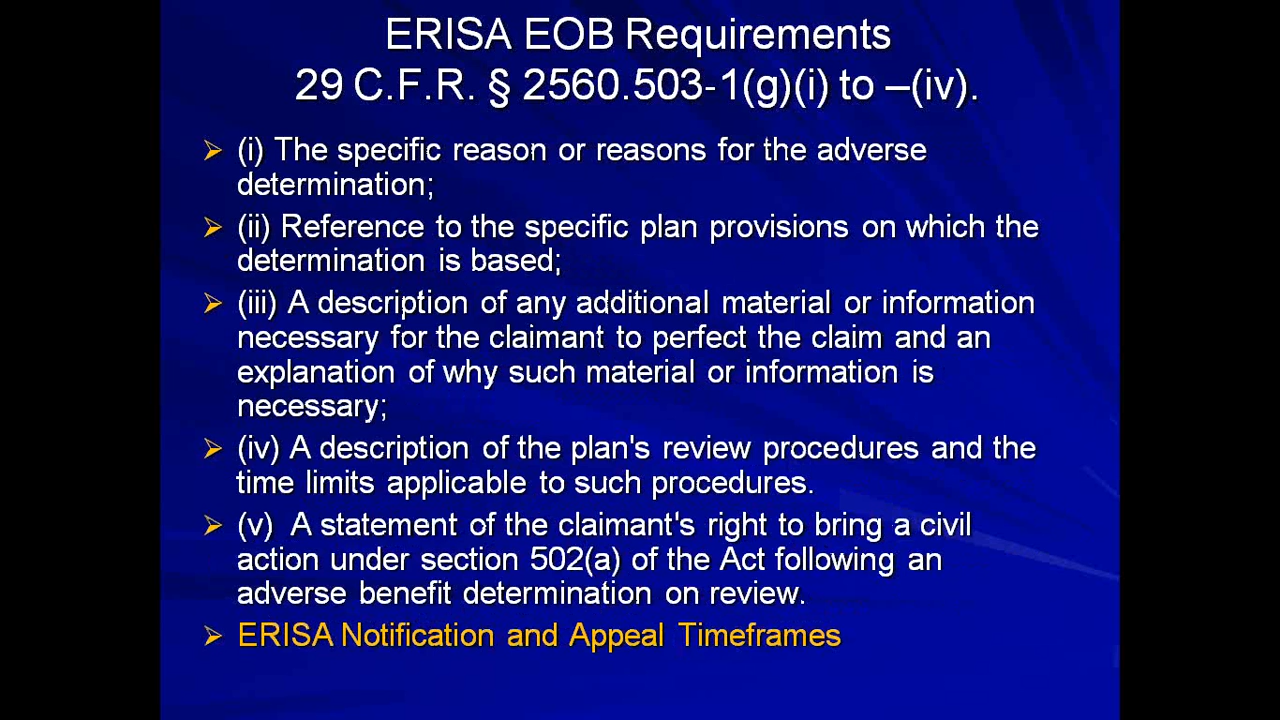 ERISA EOB Requirements
29 C.F.R. § 2560.503-1(g)(i) to –(iv).
(i) The specific reason or reasons for the adverse
determination;
(ii) Reference to the specific plan provisions on which the
determination is based;
(iii) A description of any additional material or information
necessary for the claimant to perfect the claim and an
explanation of why such material or information is
necessary;
(iv) A description of the plan's review procedures and the
time limits applicable to such procedures.
(v) A statement of the claimant's right to bring a civil
action under section 502(a) of the Act following an
adverse benefit determination on review.
ERISA Notification and Appeal Timeframes